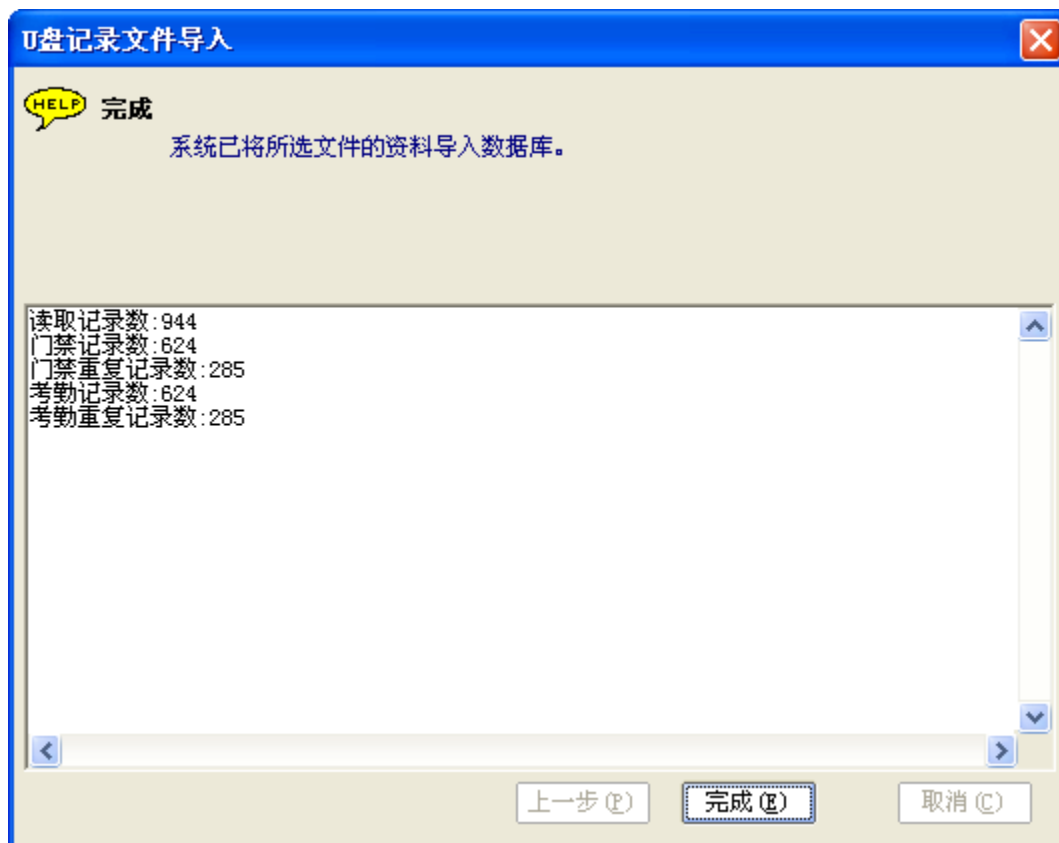 U盘记录文件导入
HELP 完成
系统已将所选文件的资料导入数据库。
读取记录数:944
门禁记录数:624
门禁重复记录数:285
考勤记录数:624
考勤重复记录数:285
上一步(P) 完成(E) 取消(C)